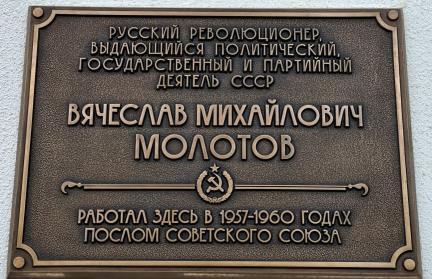 РУССКИЙ РЕВОЛЮЦИОНЕР,
ВЫДАЮЩИЙСЯ ПОЛИТИЧЕСКИЙ,
ГОСУДАРСТВЕННЫЙ И ПАРТИЙНЫЙ
ДЕЯТЕЛЬ СССР
ВЯЧЕСЛАВ МИХАЙЛОВИЧ
МОЛОТОВ
РАБОТАЛ ЗДЕСЬ В 1957-1960 ГОДАХ
ПОСЛОМ СОВЕТСКОГО СОЮЗА